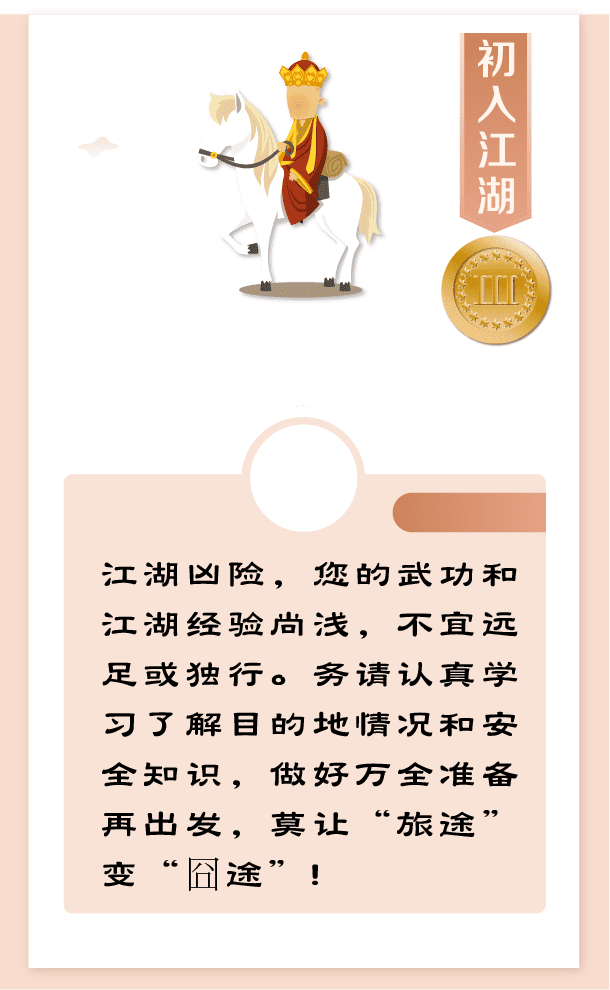 初入江湖
III
江湖凶险，您的武功和
江湖经验尚浅，不宜远
足或独行。务请认真学
习了解目的地情况和安
全知识，做好万全准备
再出发，莫让“旅途”
变“囧途”！